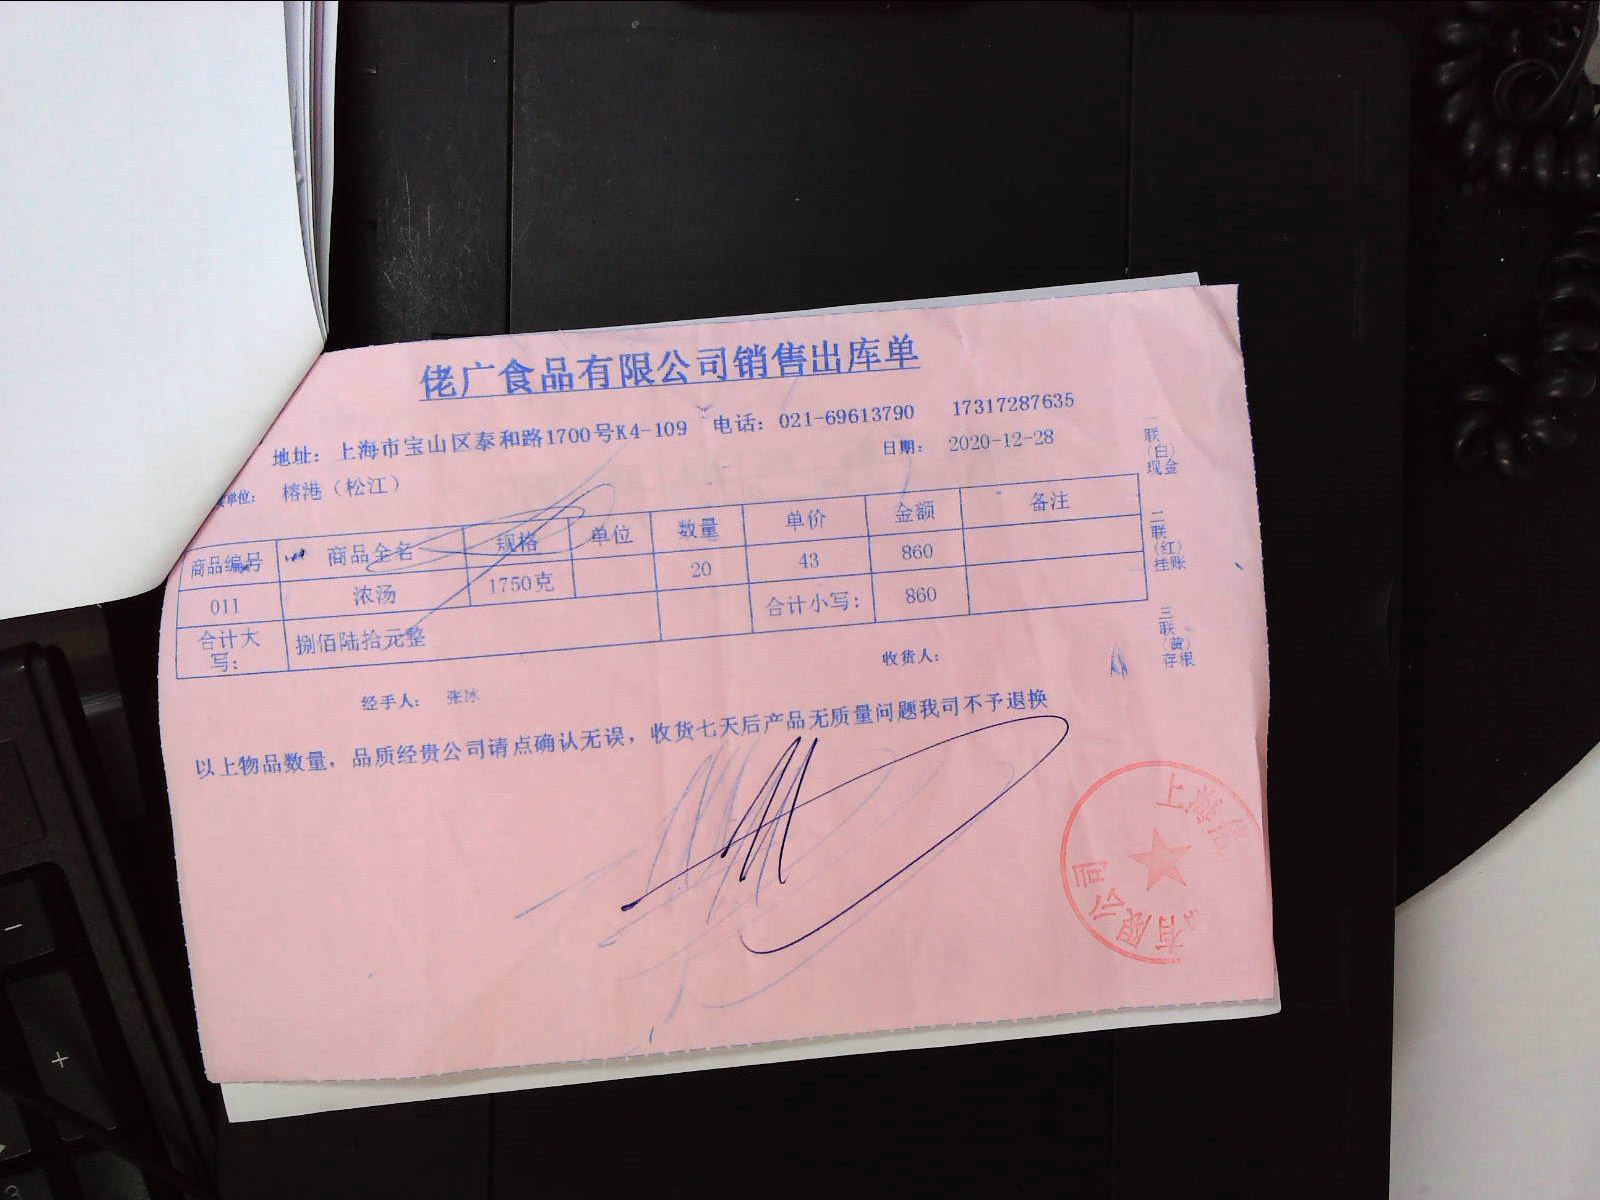 佬广食品有限公司销售出库单
地址：上海市宝山区泰和路1700号K4-109 电话：021-69613790 17317287635
单位： 榕港（松江） 日期： 2020-12-28
商品编号 商品全名 规格 单位 数量 单价 金额 备注
011 浓汤 1750克 20 43 860
合计大写： 捌佰陆拾元整 合计小写： 860
经手人： 张冰 收货人：
以上物品数量，品质经贵公司请点确认无误，收货七天后产品无质量问题我司不予退换
一联（白）现金
二联（红）挂账
三联（黄）存根
上海佬
有限公司
-
+
3